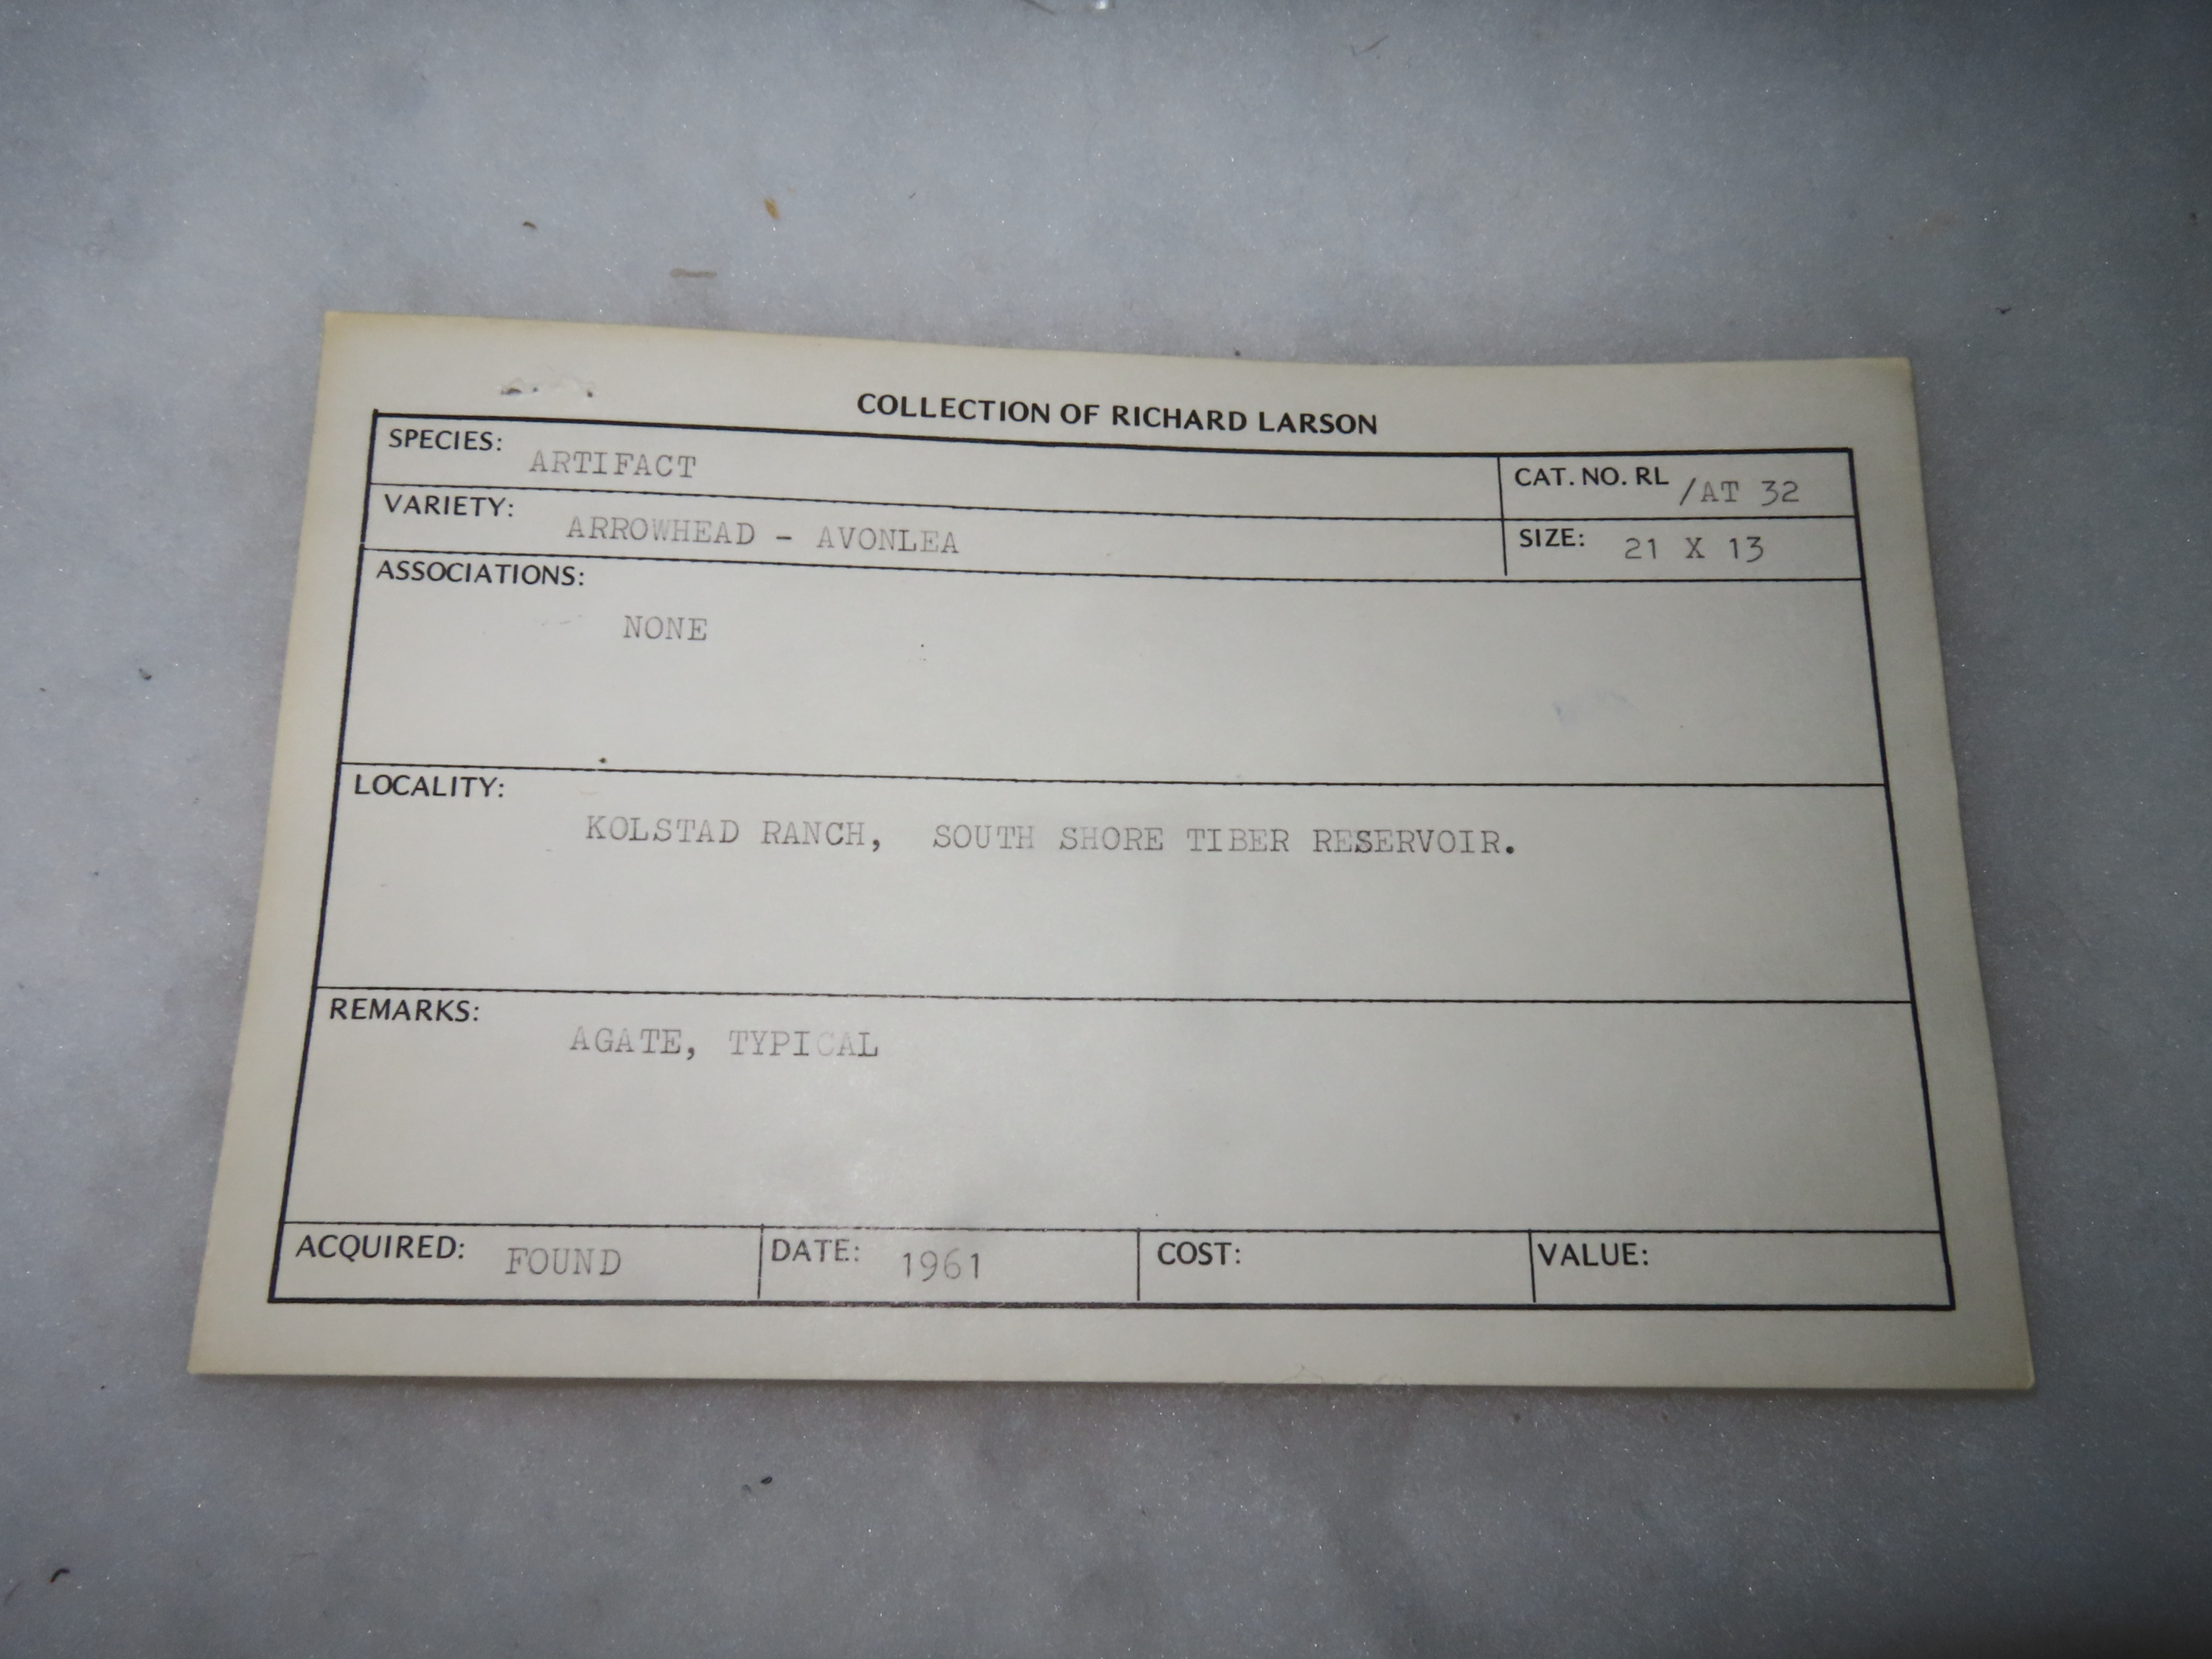 COLLECTION OF RICHARD LARSON
SPECIES: ARTIFACT
CAT. NO. RL /AT 32
VARIETY: ARROWHEAD - AVONLEA
SIZE: 21 X 13
ASSOCIATIONS:
NONE
LOCALITY:
KOLSTAD RANCH, SOUTH SHORE TIBER RESERVOIR.
REMARKS:
AGATE, TYPICAL
ACQUIRED: FOUND
DATE: 1961
COST:
VALUE: